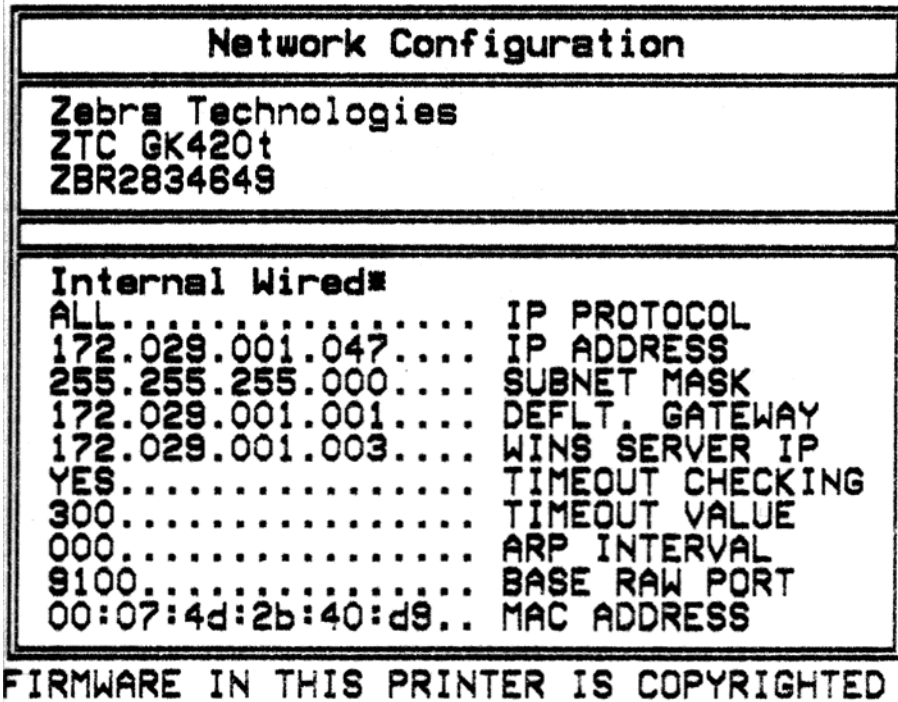 Network Configuration
Zebra Technologies
ZTC GK420t
ZBR2834649
Internal Wired*
ALL................. IP PROTOCOL
172.029.001.047.... IP ADDRESS
255.255.255.000.... SUBNET MASK
172.029.001.001.... DEFLT. GATEWAY
172.029.001.003.... WINS SERVER IP
YES................. TIMEOUT CHECKING
300................. TIMEOUT VALUE
000................. ARP INTERVAL
9100................ BASE RAW PORT
00:07:4d:2b:40:d9.. MAC ADDRESS
FIRMWARE IN THIS PRINTER IS COPYRIGHTED